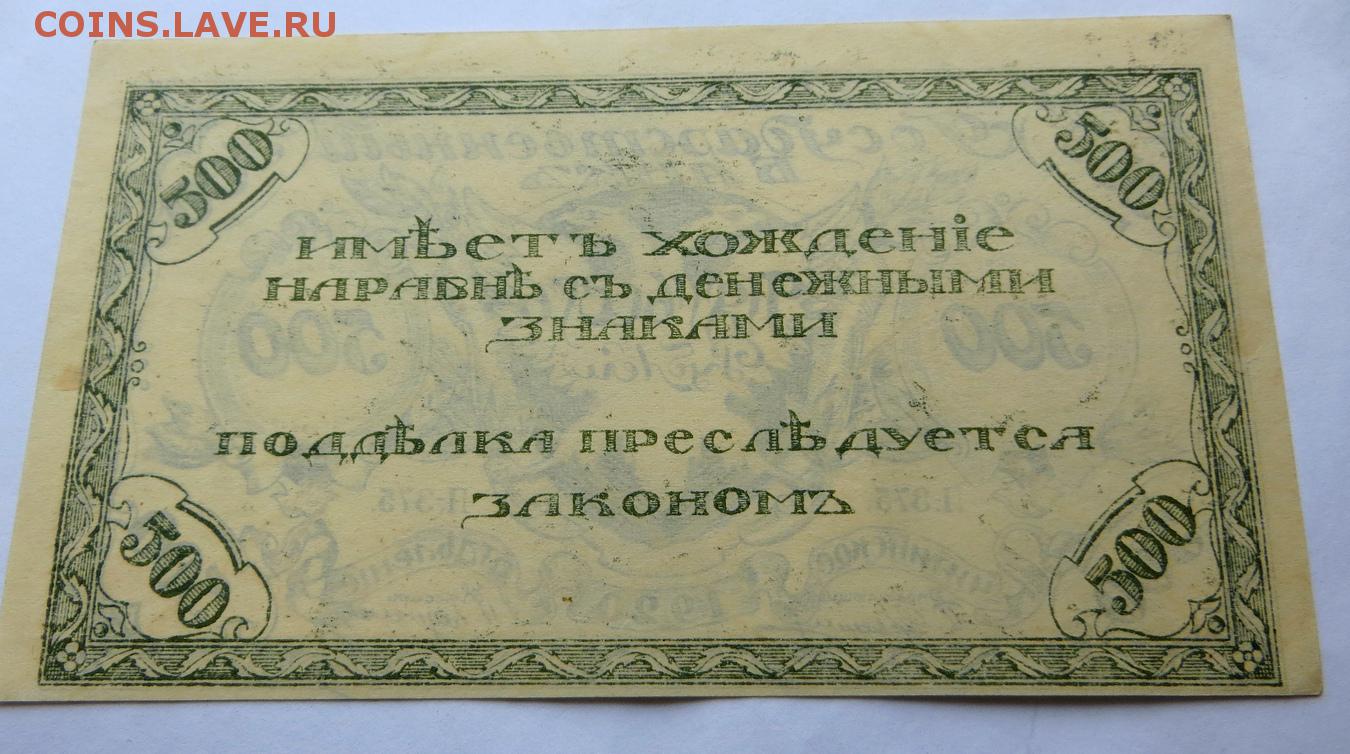 COINS.LAVE.RU
500 500
имѣетъ хожденіе
наравнѣ съ денежными
знаками
поддѣлка преслѣдуется
закономъ
500 500